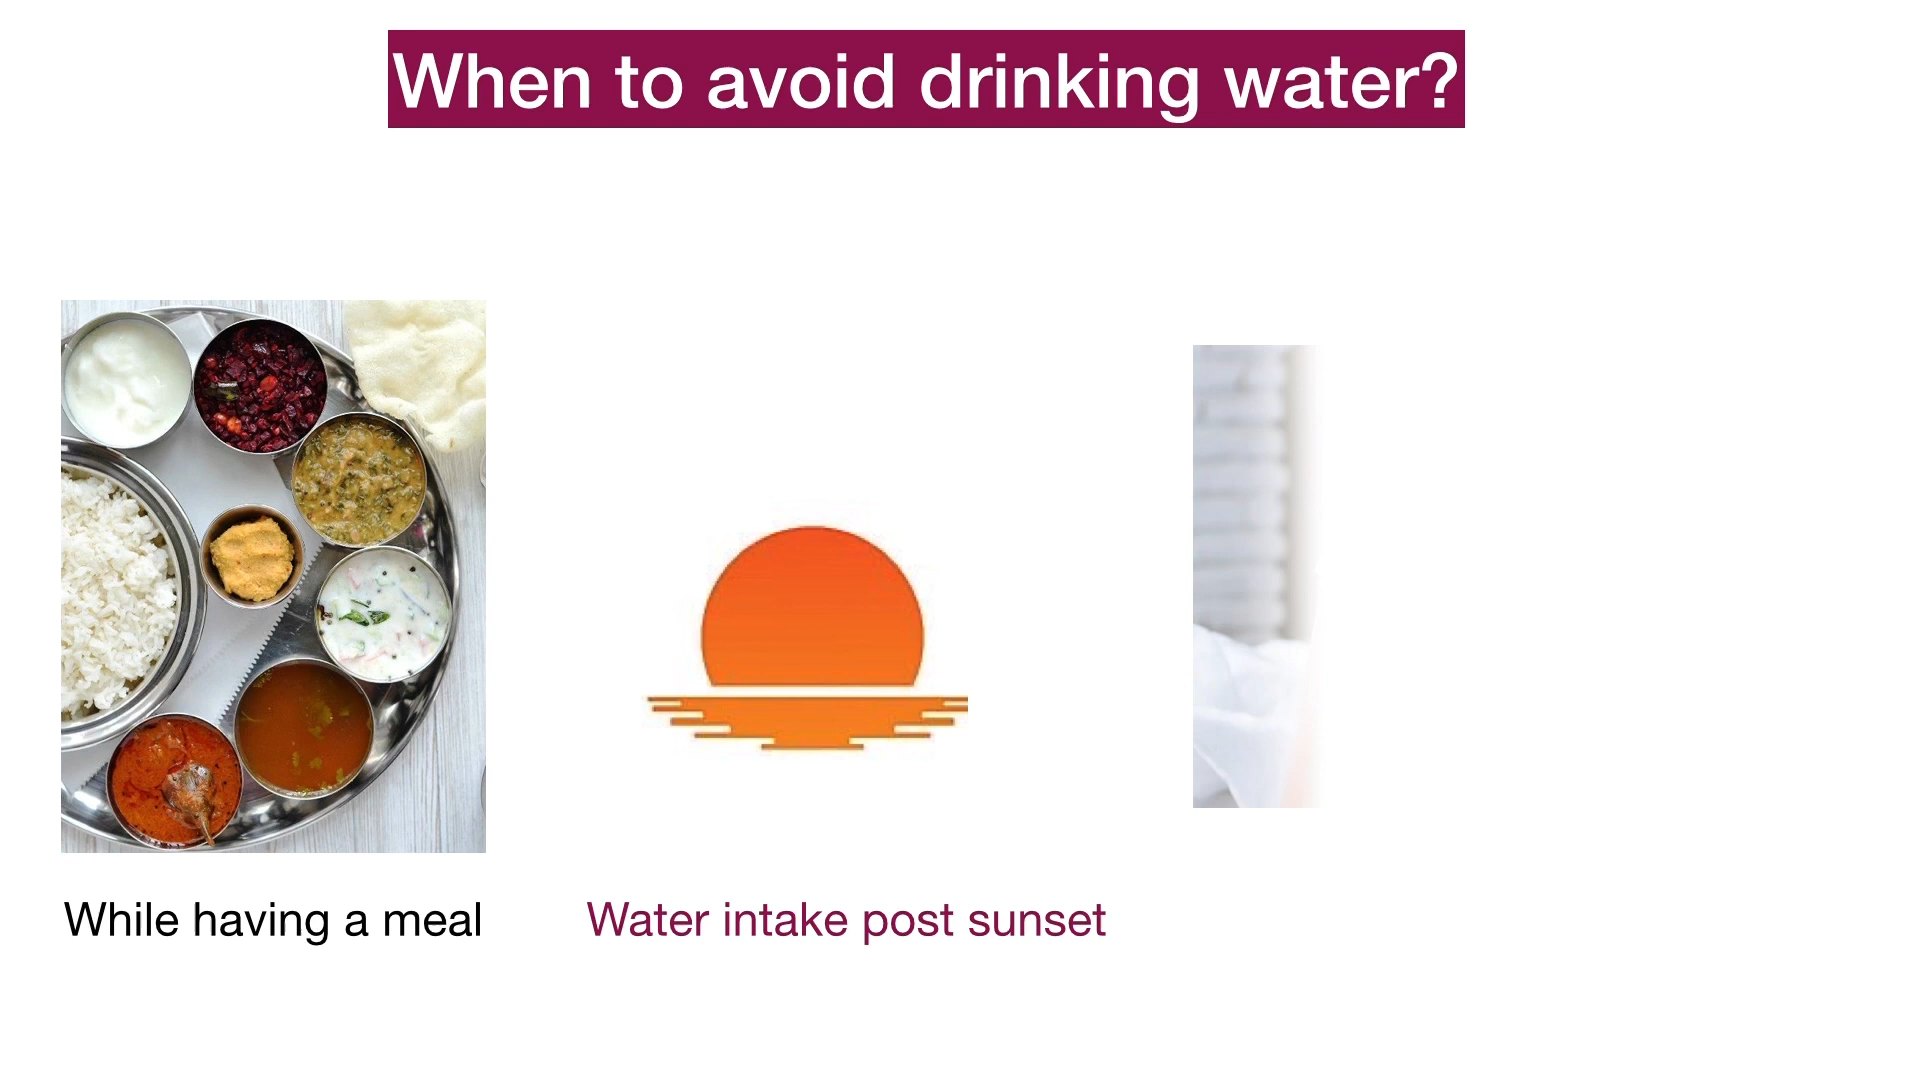 When to avoid drinking water?
While having a meal
Water intake post sunset